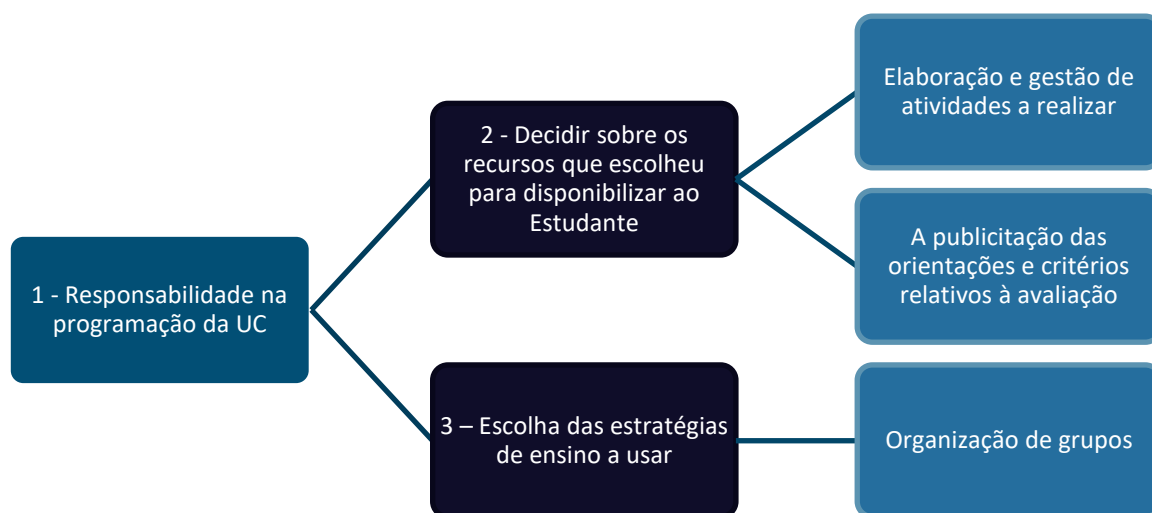 1 - Responsabilidade na
programação da UC
2 - Decidir sobre os
recursos que escolheu
para disponibilizar ao
Estudante
Elaboração e gestão de
atividades a realizar
A publicitação das
orientações e critérios
relativos à avaliação
3 – Escolha das estratégias
de ensino a usar
Organização de grupos